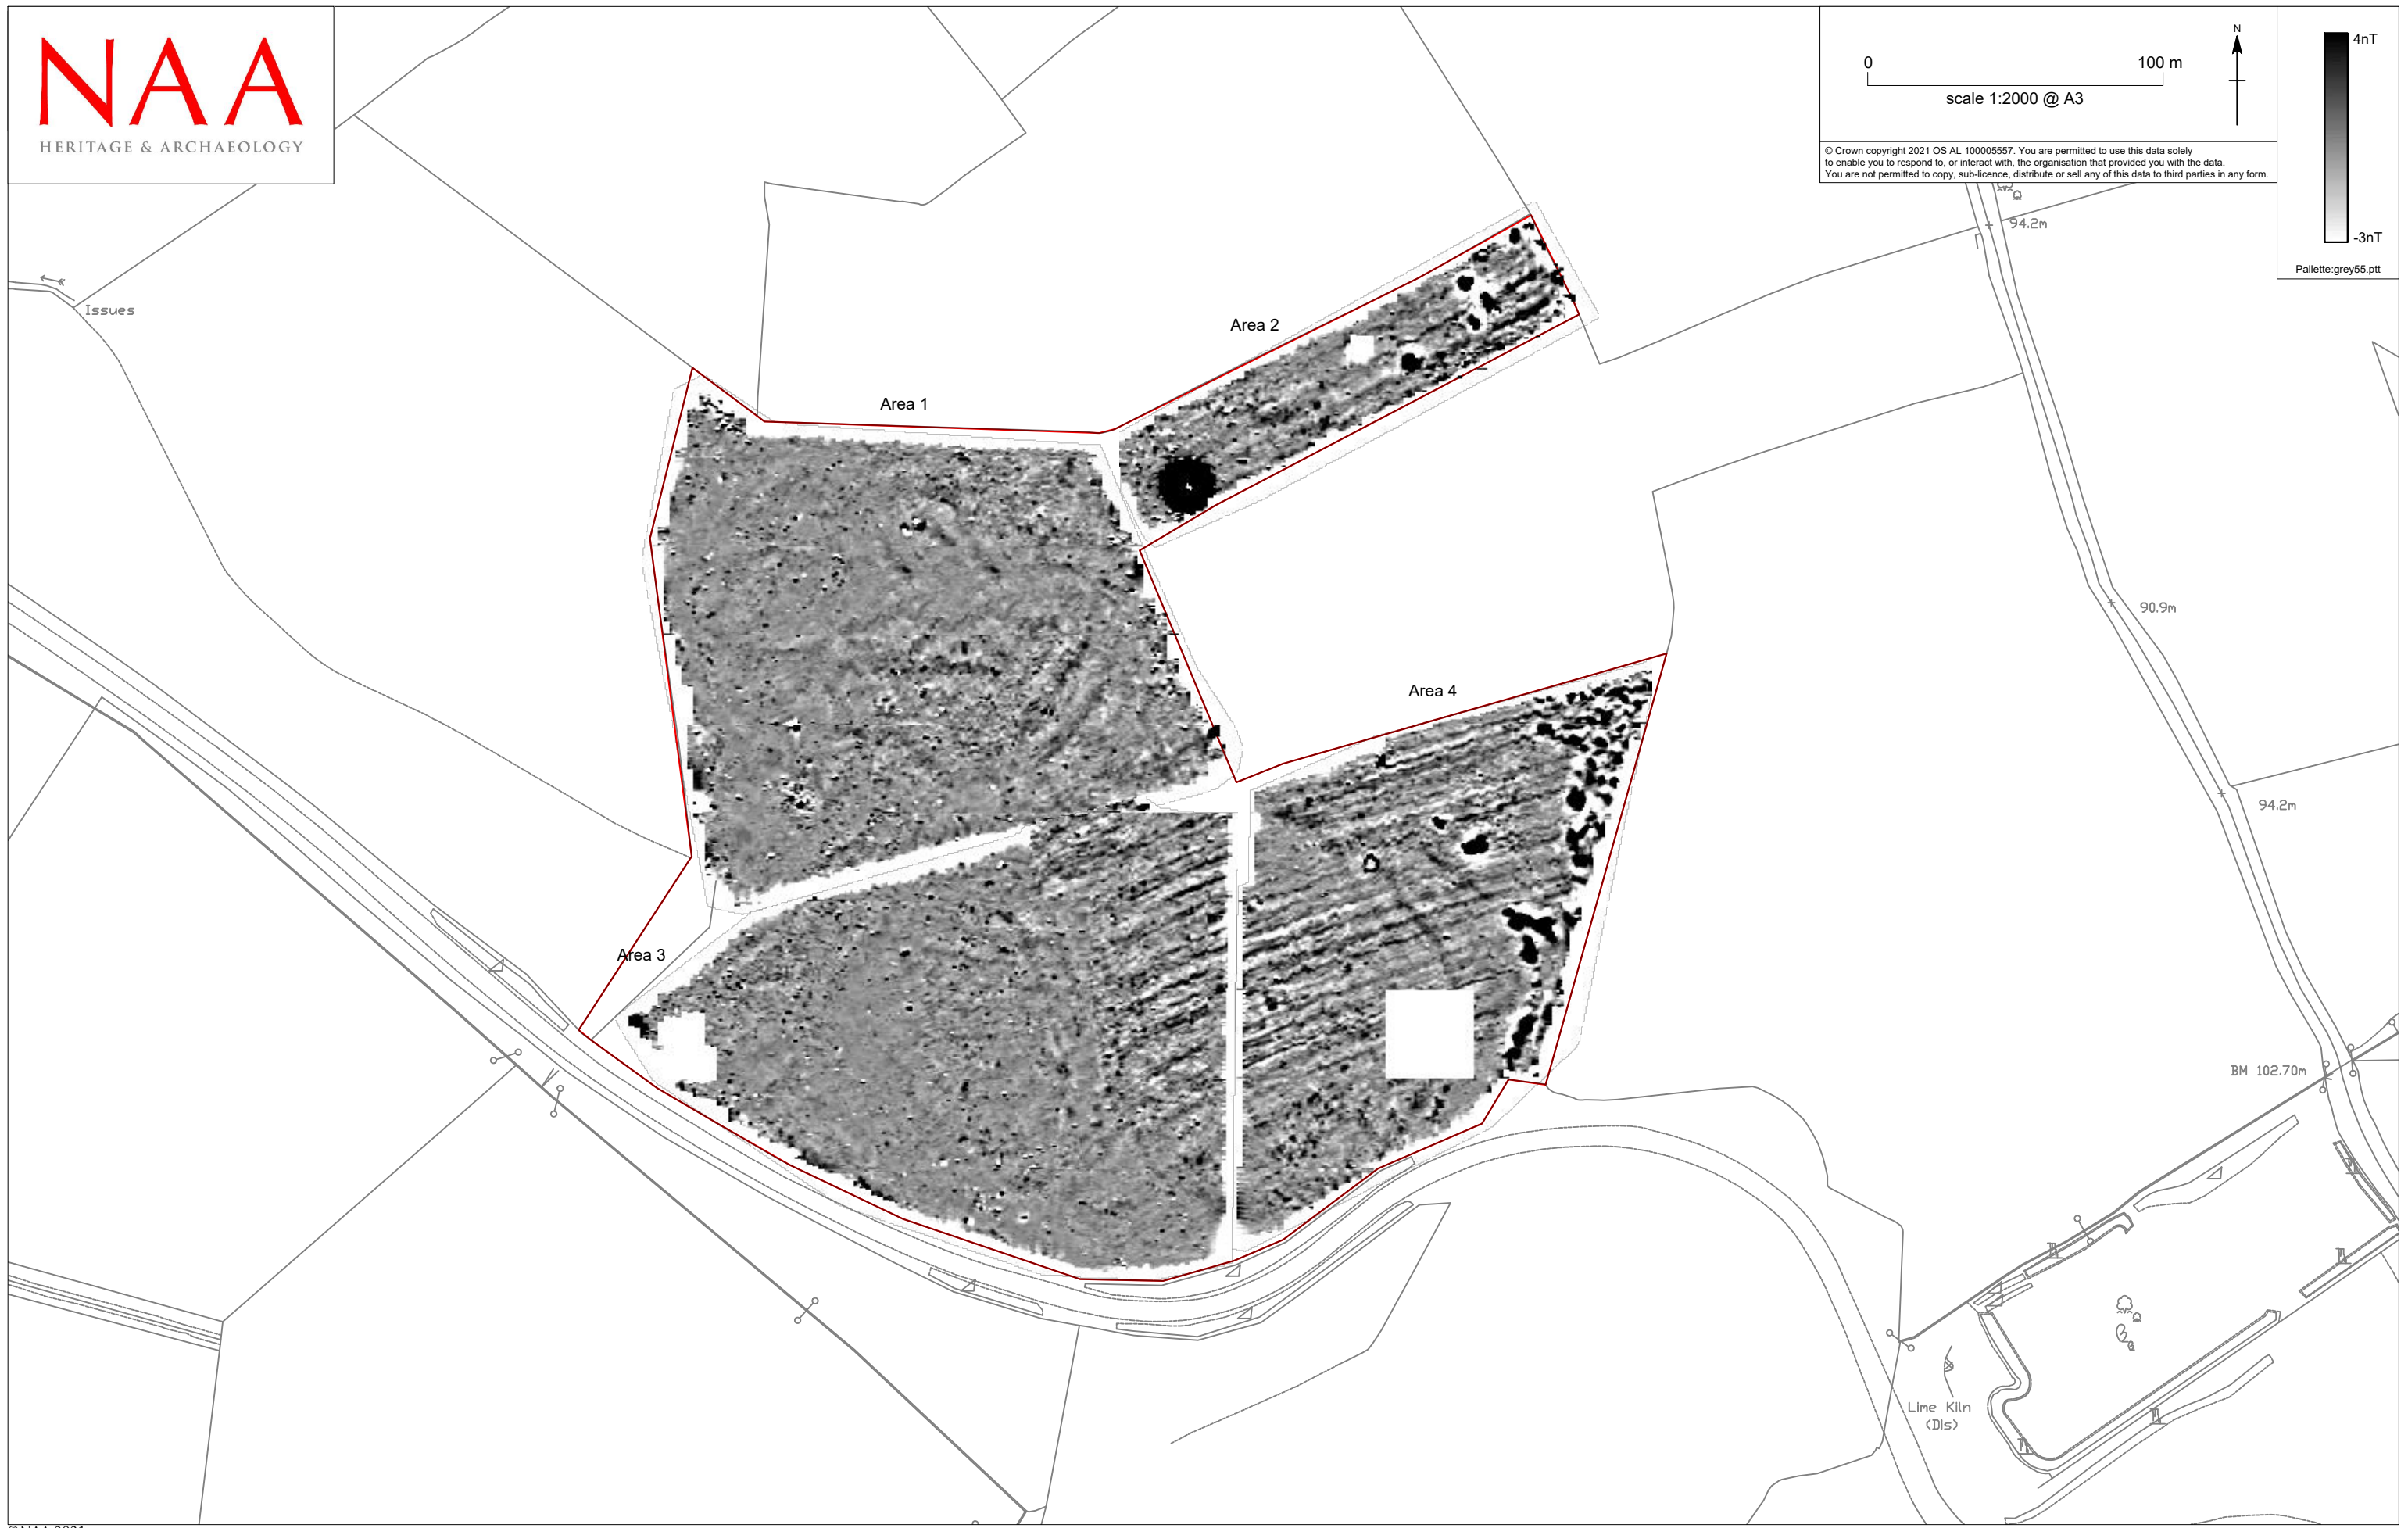 NAA
HERITAGE & ARCHAEOLOGY
0 100 m
scale 1:2000 @ A3
N
© Crown copyright 2021 OS AL 100005557. You are permitted to use this data solely
to enable you to respond to, or interact with, the organisation that provided you with the data.
You are not permitted to copy, sub-licence, distribute or sell any of this data to third parties in any form.
4nT
-3nT
Pallette:grey55.ptt
94.2m
Issues
Area 2
Area 1
90.9m
Area 4
94.2m
Area 3
BM 102.70m
Lime Kiln
(Dis)
©NAA 2021